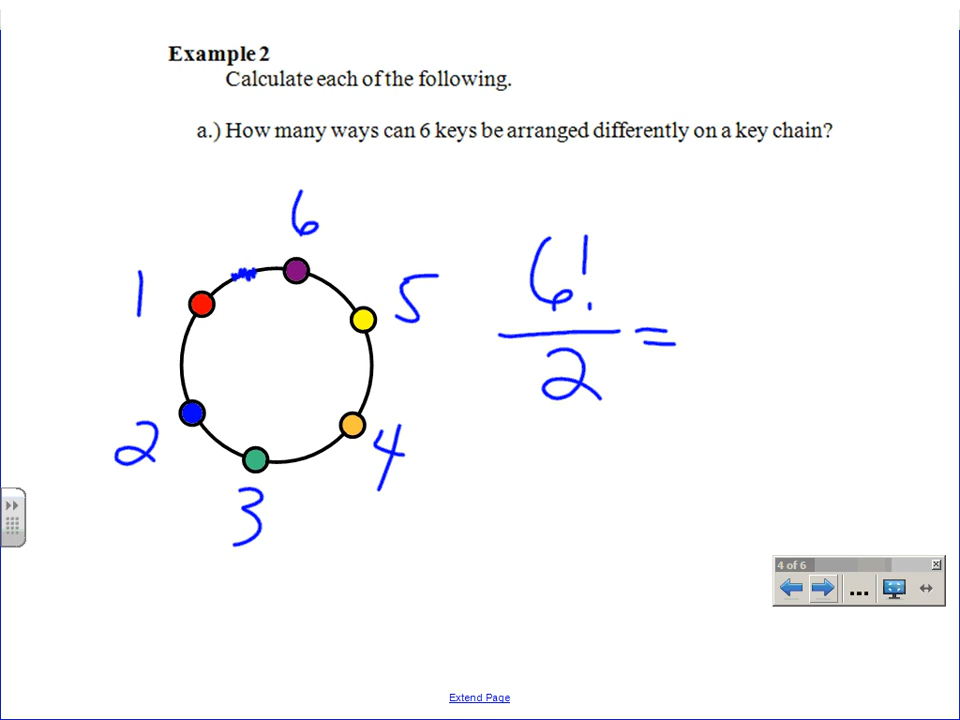 Example 2
Calculate each of the following.
a.) How many ways can 6 keys be arranged differently on a key chain?
6
1
5
6!
2
=
2
4
3
4 of 6
...
Extend Page